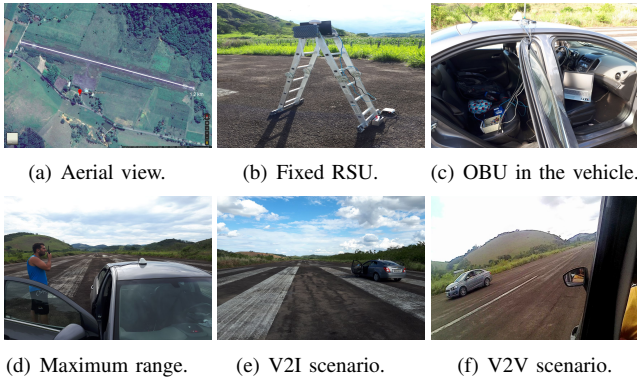 (a) Aerial view.
(b) Fixed RSU.
(c) OBU in the vehicle.
(d) Maximum range.
(e) V2I scenario.
(f) V2V scenario.